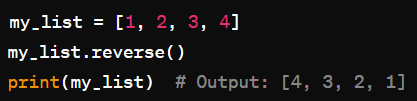 my_list = [1, 2, 3, 4]
my_list.reverse()
print(my_list)  # Output: [4, 3, 2, 1]